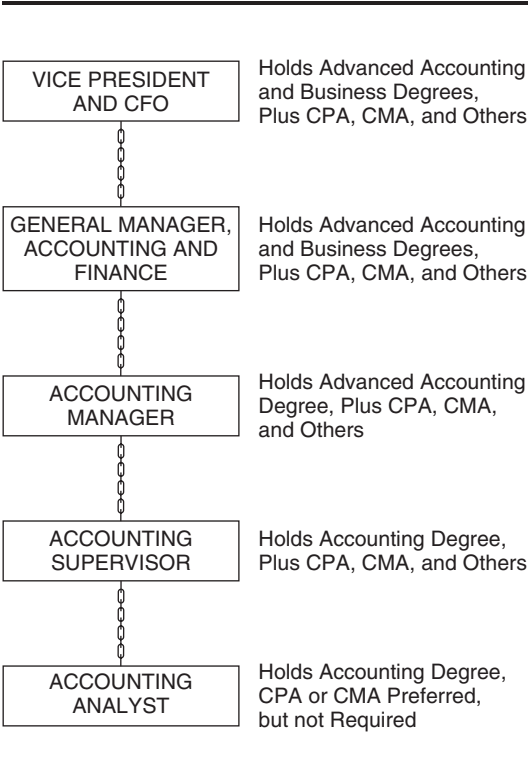 VICE PRESIDENT
AND CFO
Holds Advanced Accounting
and Business Degrees,
Plus CPA, CMA, and Others
GENERAL MANAGER,
ACCOUNTING AND
FINANCE
Holds Advanced Accounting
and Business Degrees,
Plus CPA, CMA, and Others
ACCOUNTING
MANAGER
Holds Advanced Accounting
Degree, Plus CPA, CMA,
and Others
ACCOUNTING
SUPERVISOR
Holds Accounting Degree,
Plus CPA, CMA, and Others
ACCOUNTING
ANALYST
Holds Accounting Degree,
CPA or CMA Preferred,
but not Required